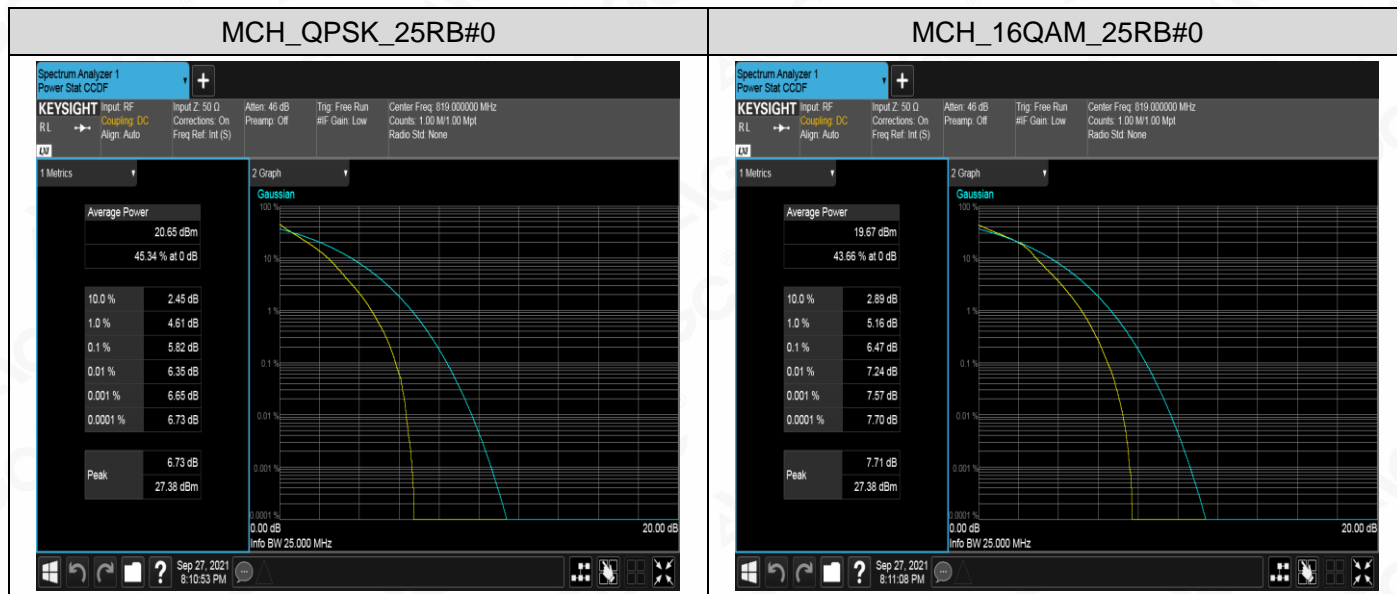 MCH_QPSK_25RB#0
MCH_16QAM_25RB#0
Spectrum Analyzer 1
Power Stat CCDF
+
KEYSIGHT Input: RF Input Z: 50 Ω Atten: 46 dB Trig: Free Run Center Freq: 819.000000 MHz
RL Coupling: DC Corrections: On Preamp: Off #IF Gain: Low Counts: 1.00 M/1.00 Mpt
Align: Auto Freq Ref: Int (S) Radio Std: None
LXI
1 Metrics
2 Graph
Average Power
20.65 dBm
45.34 % at 0 dB
10.0 % 2.45 dB
1.0 % 4.61 dB
0.1 % 5.82 dB
0.01 % 6.35 dB
0.001 % 6.65 dB
0.0001 % 6.73 dB
Peak 6.73 dB
27.38 dBm
Gaussian
100 %
10 %
1 %
0.1 %
0.01 %
0.001 %
0.0001 %
0.00 dB 20.00 dB
Info BW 25.000 MHz
? Sep 27, 2021
8:10:53 PM
Spectrum Analyzer 1
Power Stat CCDF
+
KEYSIGHT Input: RF Input Z: 50 Ω Atten: 46 dB Trig: Free Run Center Freq: 819.000000 MHz
RL Coupling: DC Corrections: On Preamp: Off #IF Gain: Low Counts: 1.00 M/1.00 Mpt
Align: Auto Freq Ref: Int (S) Radio Std: None
LXI
1 Metrics
2 Graph
Average Power
19.67 dBm
43.66 % at 0 dB
10.0 % 2.89 dB
1.0 % 5.16 dB
0.1 % 6.47 dB
0.01 % 7.24 dB
0.001 % 7.57 dB
0.0001 % 7.70 dB
Peak 7.71 dB
27.38 dBm
Gaussian
100 %
10 %
1 %
0.1 %
0.01 %
0.001 %
0.0001 %
0.00 dB 20.00 dB
Info BW 25.000 MHz
? Sep 27, 2021
8:11:08 PM